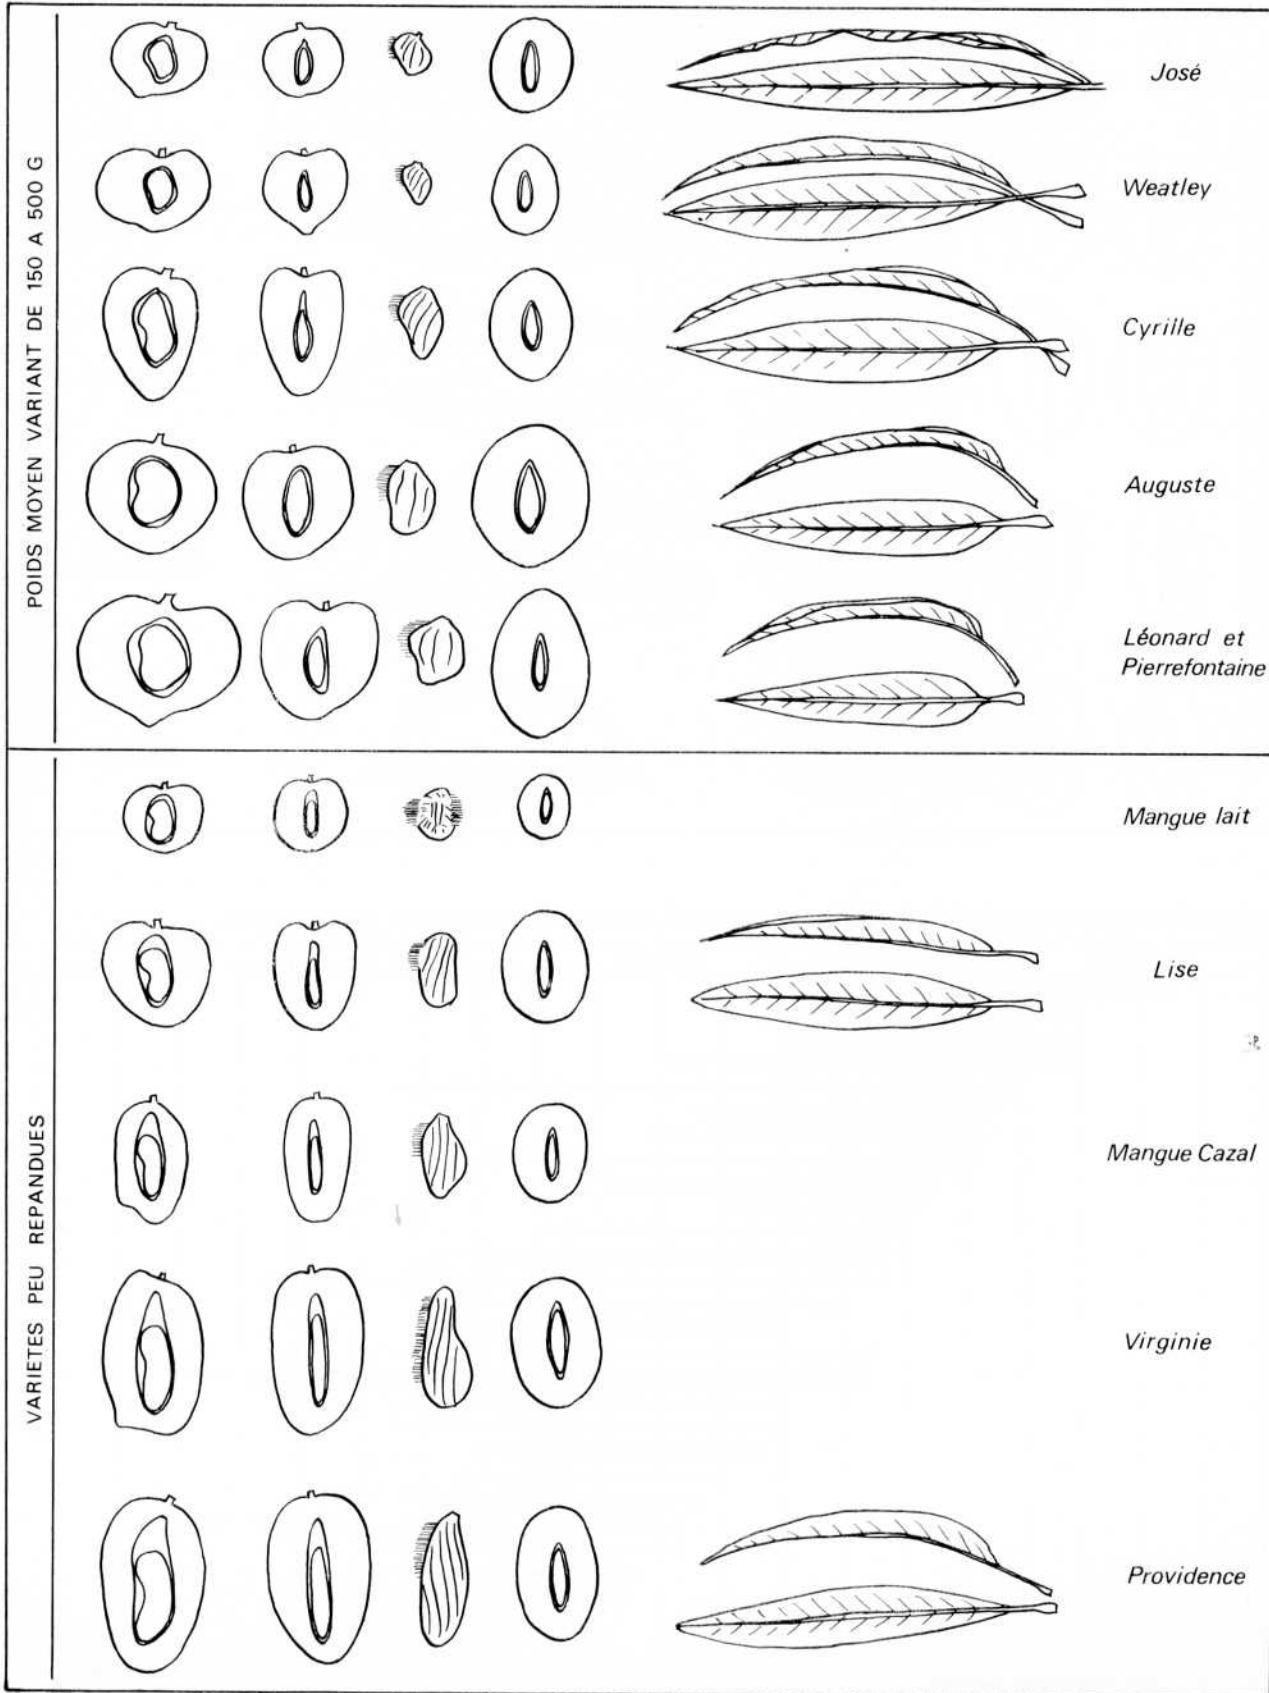 POIDS MOYEN VARIANT DE 150 A 500 G
José
Weatley
Cyrille
Auguste
Léonard et
Pierrefontaine
VARIETES PEU REPANDUES
Mangue lait
Lise
Mangue Cazal
Virginie
Providence